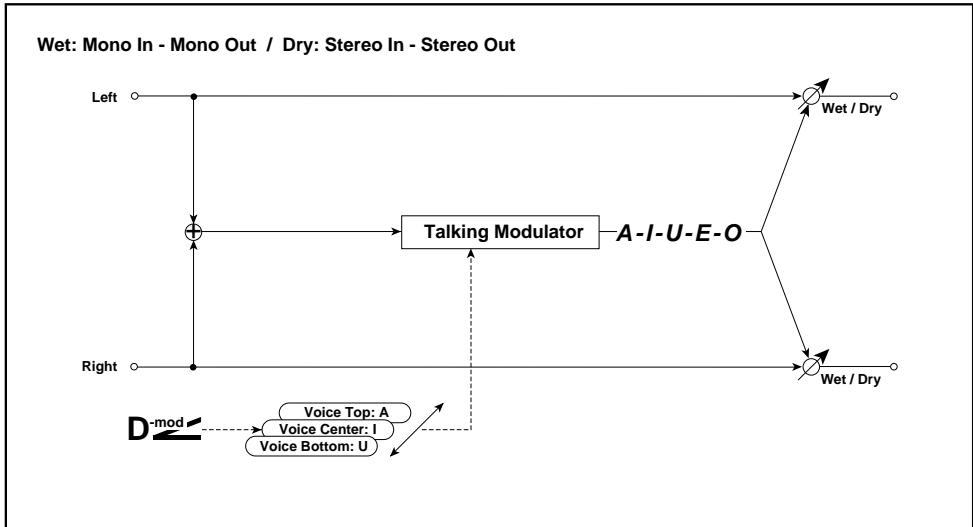 Wet: Mono In - Mono Out / Dry: Stereo In - Stereo Out
Left
Wet / Dry
+
Talking Modulator
A-I-U-E-O
Right
Wet / Dry
D-mod
Voice Top: A
Voice Center: I
Voice Bottom: U